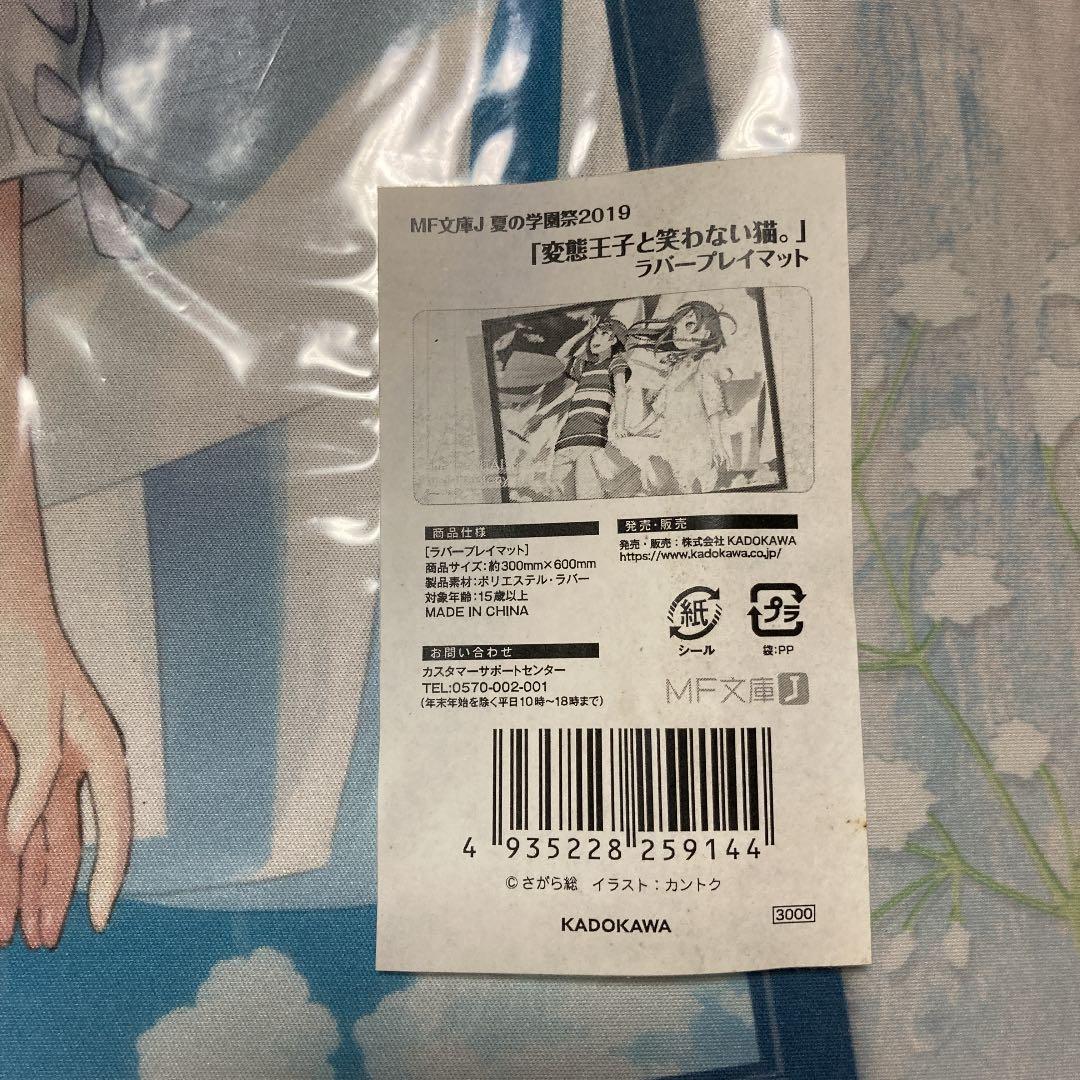 MF文庫J 夏の学園祭2019
「変態王子と笑わない猫。」
ラバープレイマット
商品仕様
[ラバープレイマット]
商品サイズ:約300mm×600mm
製品素材:ポリエステル・ラバー
対象年齢:15歳以上
MADE IN CHINA
発売・販売
発売・販売:株式会社KADOKAWA
https://www.kadokawa.co.jp/
紙
シール
プラ
袋:PP
お問い合わせ
カスタマーサポートセンター
TEL:0570-002-001
(年末年始を除く平日10時〜18時まで)
MF文庫J
4 935228 259144
©さがら総 イラスト:カントク
KADOKAWA
3000